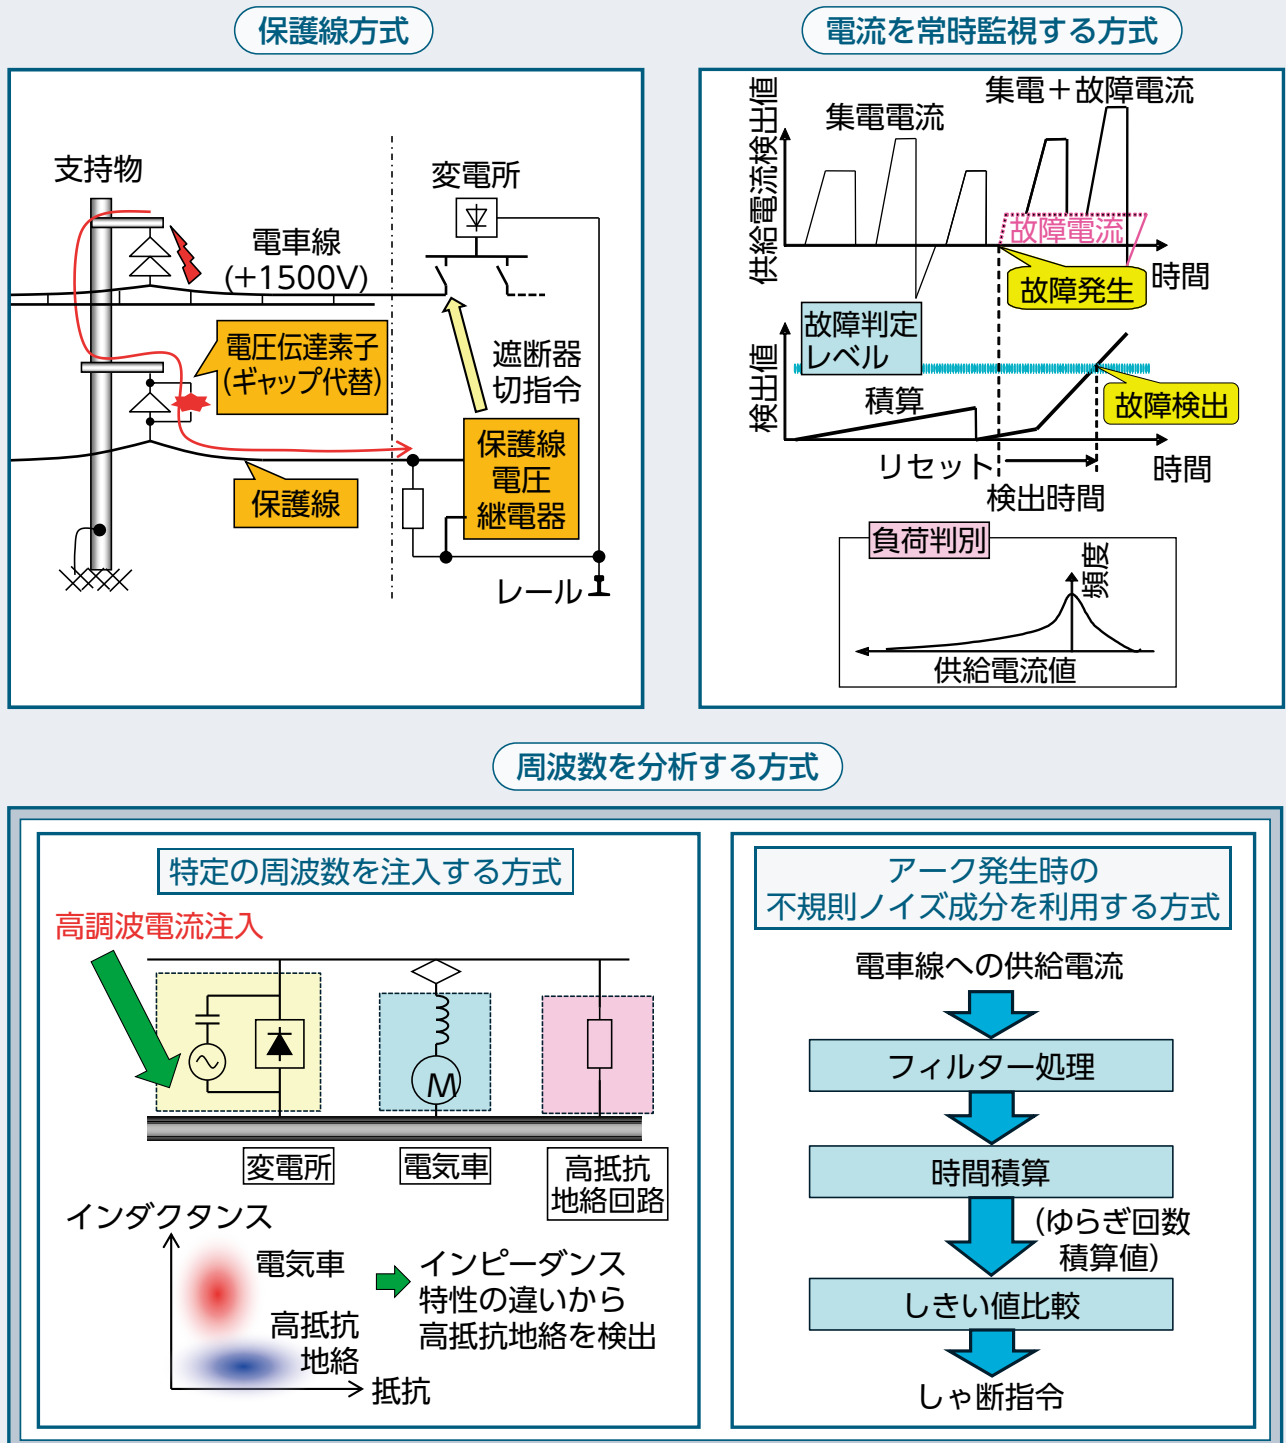 保護線方式
支持物
電車線
(+1500V)
変電所
電圧伝達素子
(ギャップ代替)
遮断器
切指令
保護線
電圧
継電器
保護線
レール
電流を常時監視する方式
供給電流検出値
集電電流
集電＋故障電流
故障電流
時間
故障発生
検出値
故障判定
レベル
積算
故障検出
リセット
時間
検出時間
負荷判別
頻度
供給電流値
周波数を分析する方式
特定の周波数を注入する方式
高調波電流注入
M
変電所
電気車
高抵抗
地絡回路
インダクタンス
電気車
高抵抗
地絡
抵抗
インピーダンス
特性の違いから
高抵抗地絡を検出
アーク発生時の
不規則ノイズ成分を利用する方式
電車線への供給電流
フィルター処理
時間積算
(ゆらぎ回数
積算値)
しきい値比較
しゃ断指令